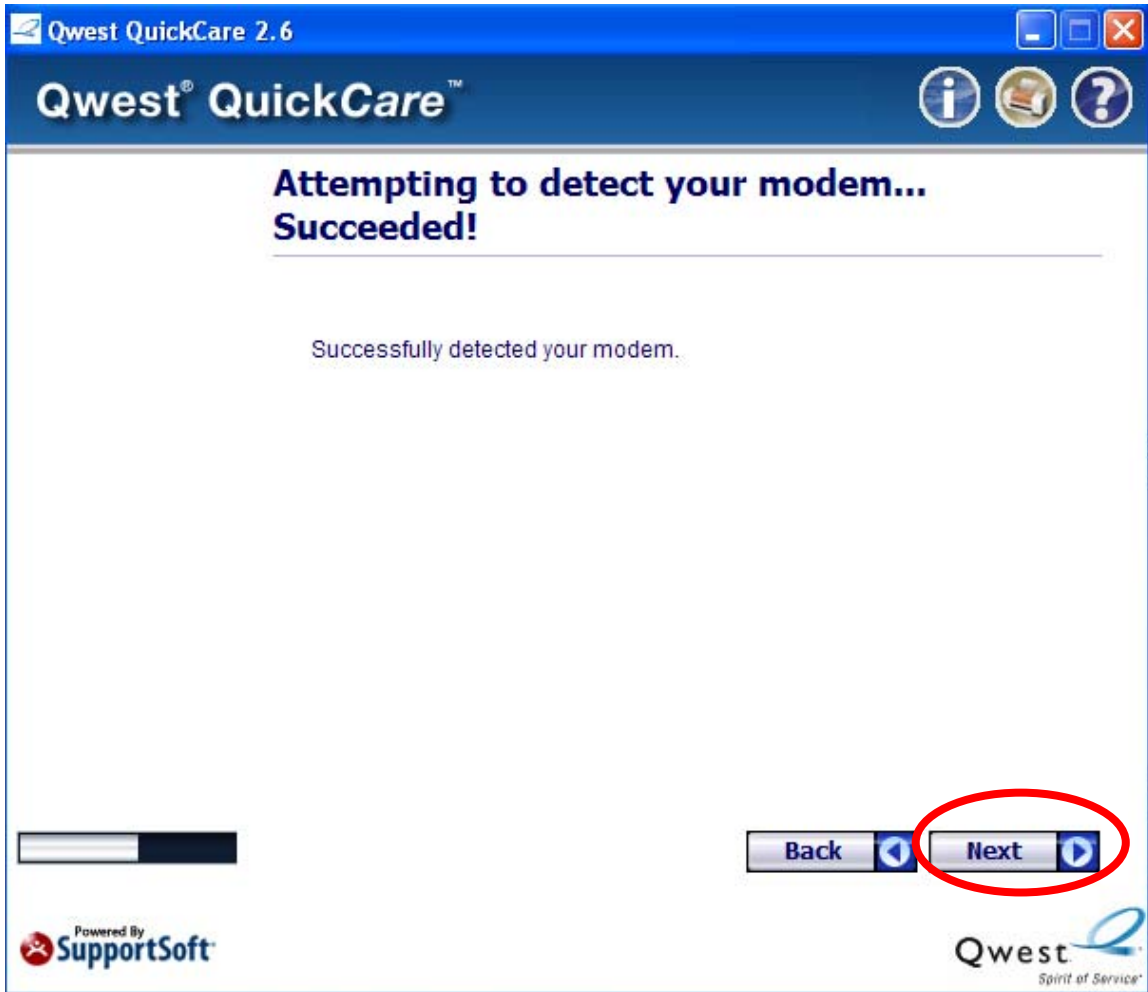 Qwest QuickCare 2.6
Qwest® QuickCare™
Attempting to detect your modem...
Succeeded!
Successfully detected your modem.
Back
Next
Powered By
SupportSoft
Qwest
Spirit of Service